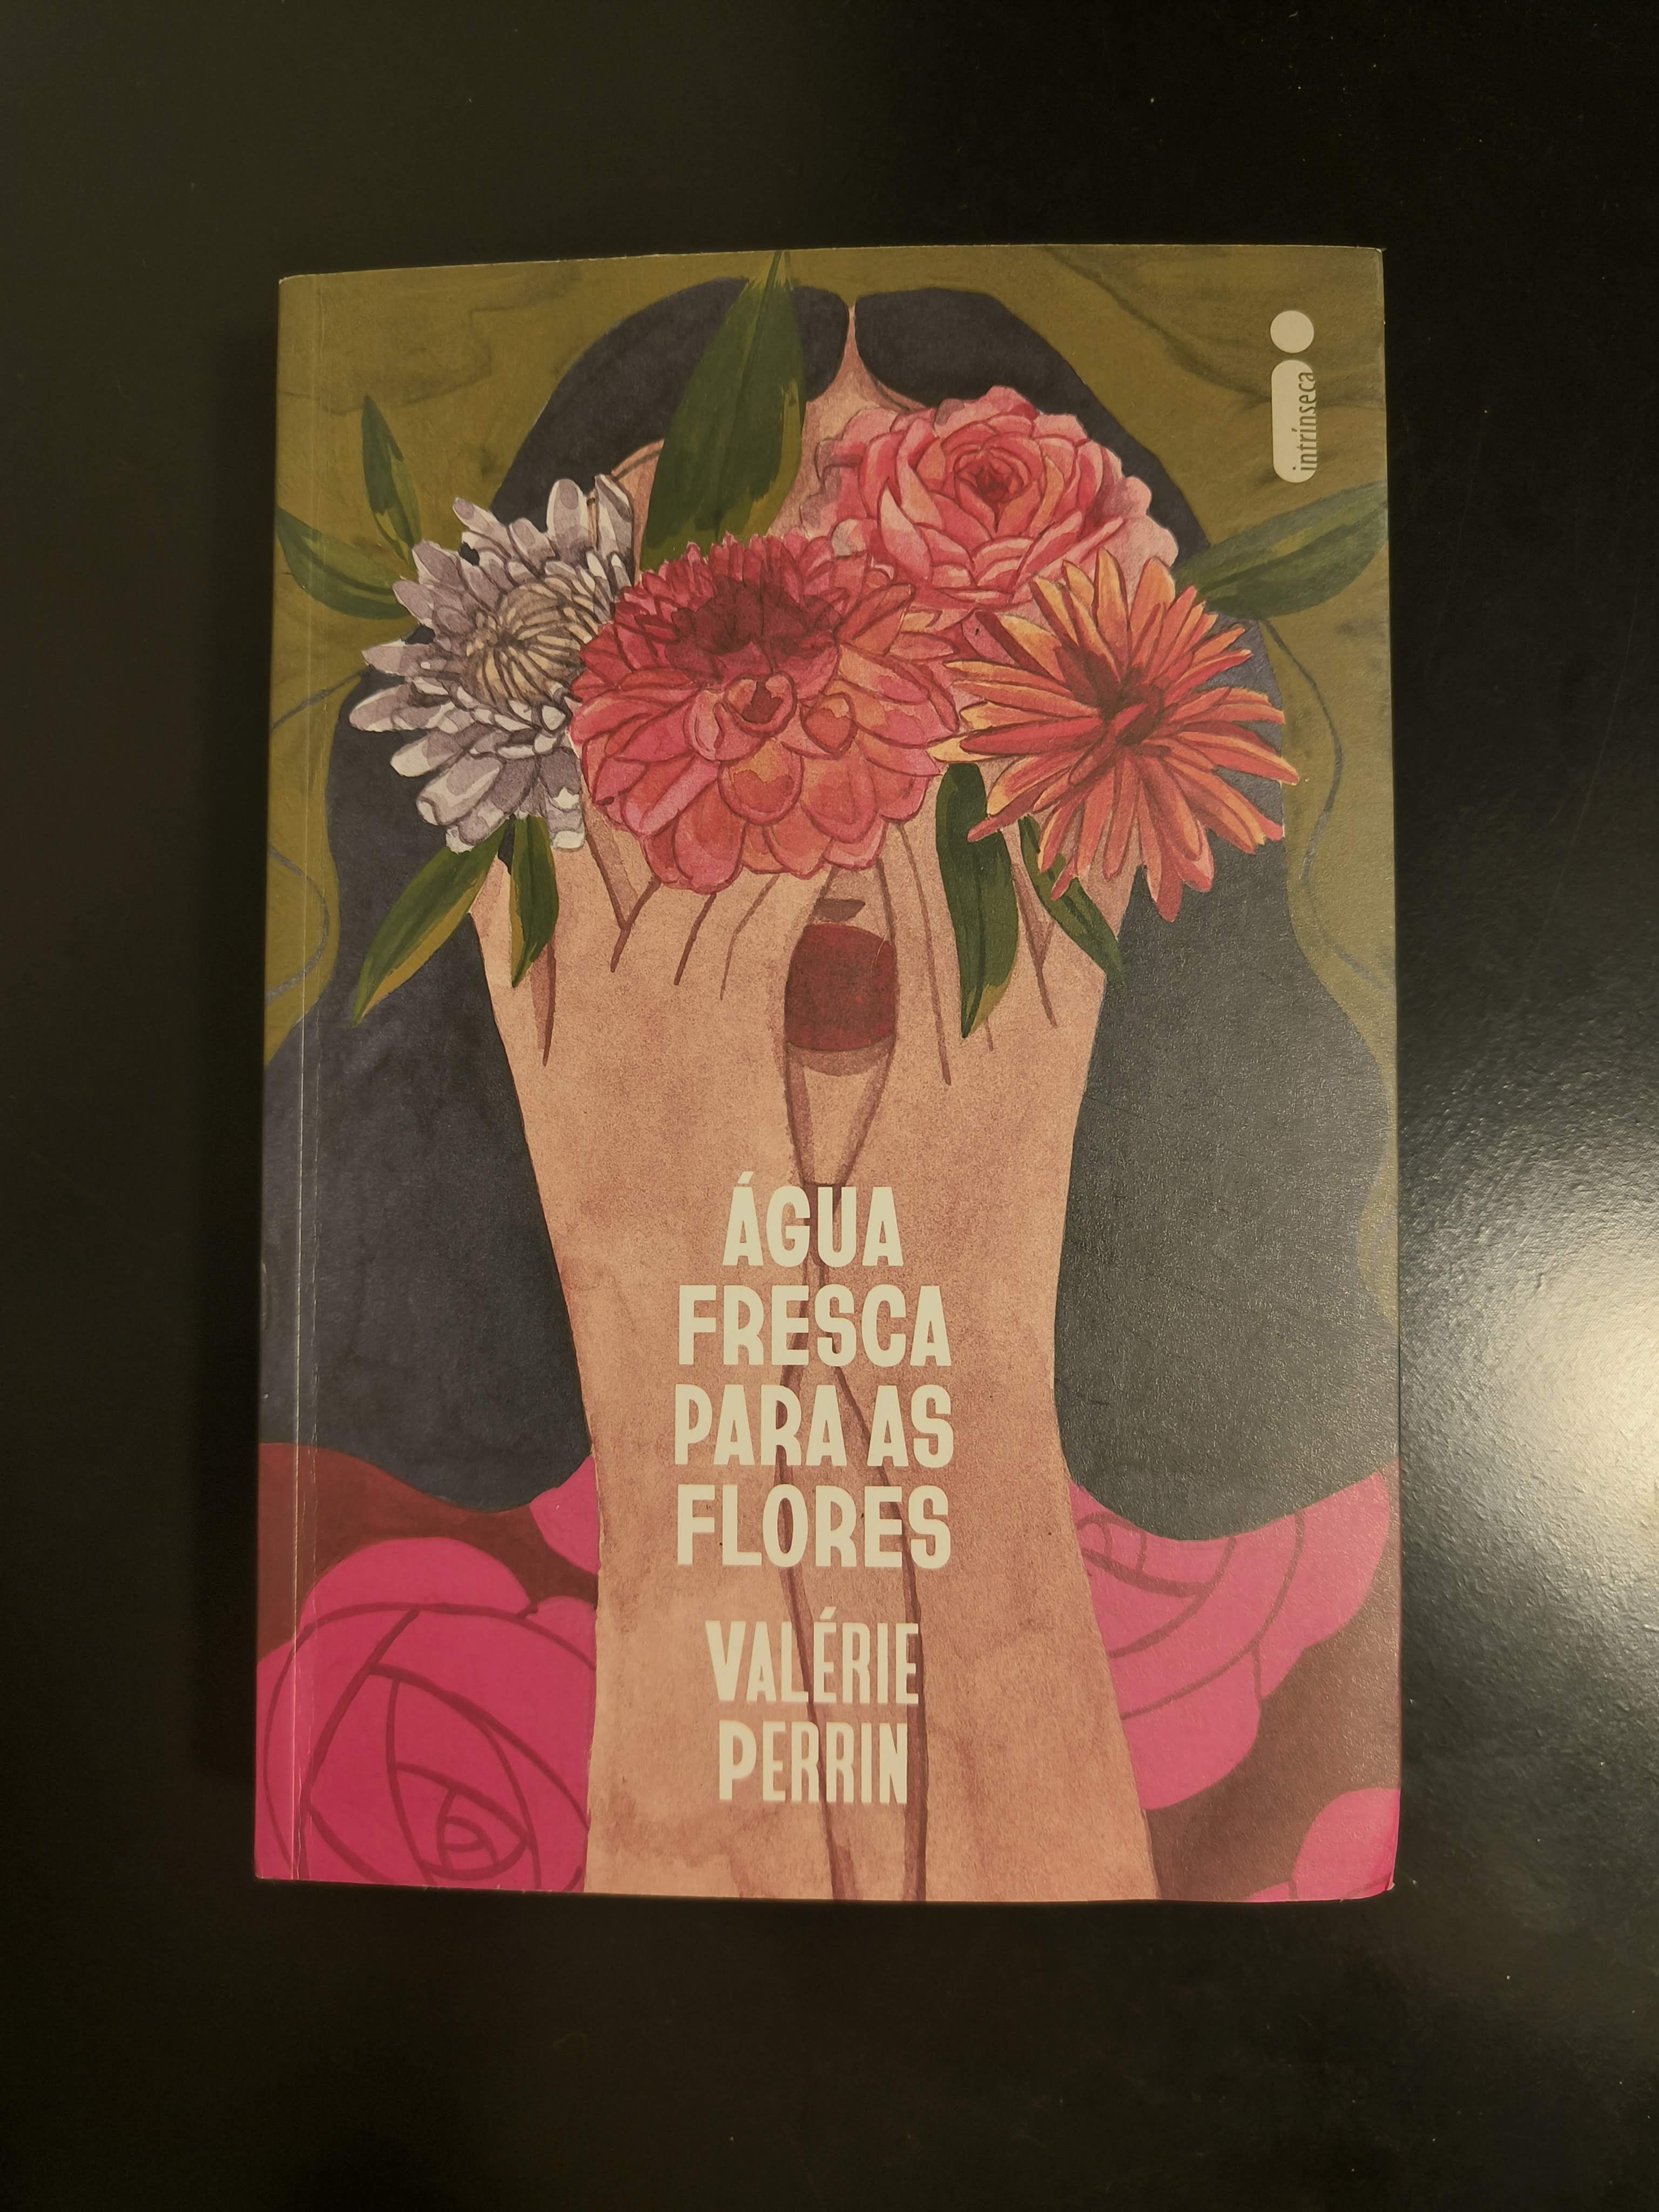 intrínseca
ÁGUA
FRESCA
PARA AS
FLORES
VALÉRIE
PERRIN